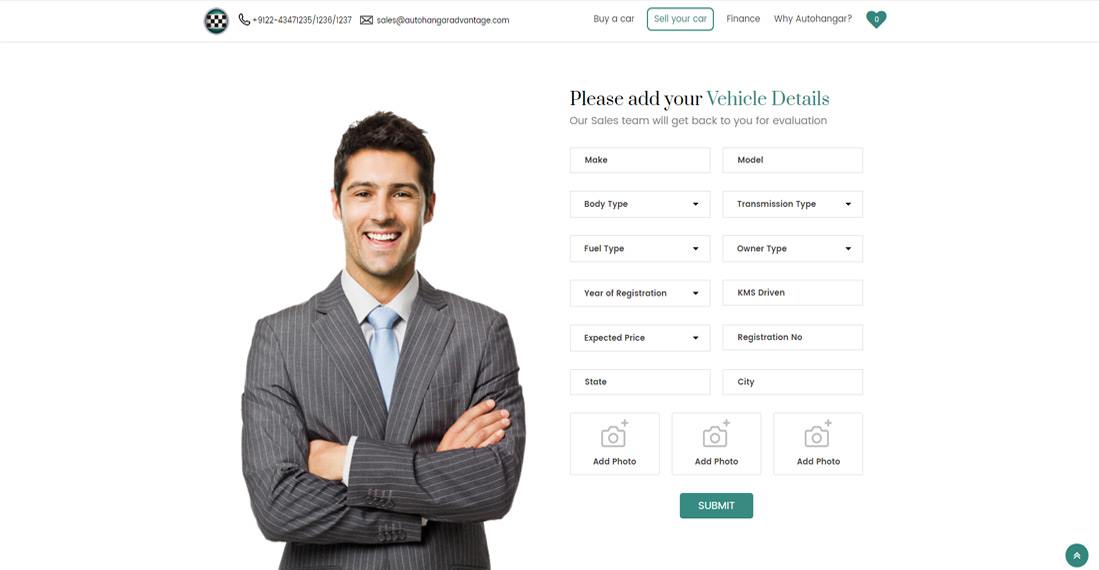 +9122-43471235/1236/1237 sales@autohangaradvantage.com Buy a car Sell your car Finance Why Autohangar? 0
Please add your Vehicle Details
Our Sales team will get back to you for evaluation
Make Model
Body Type Transmission Type
Fuel Type Owner Type
Year of Registration KMS Driven
Expected Price Registration No
State City
Add Photo Add Photo Add Photo
SUBMIT